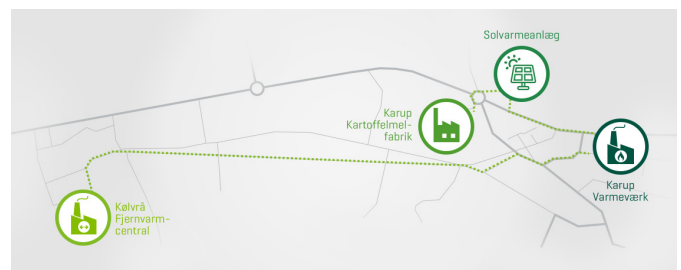 Solvarmeanlæg
Karup
Kartoffelmel-
fabrik
Karup
Varmeværk
Kølvrå
Fjernvarm-
central